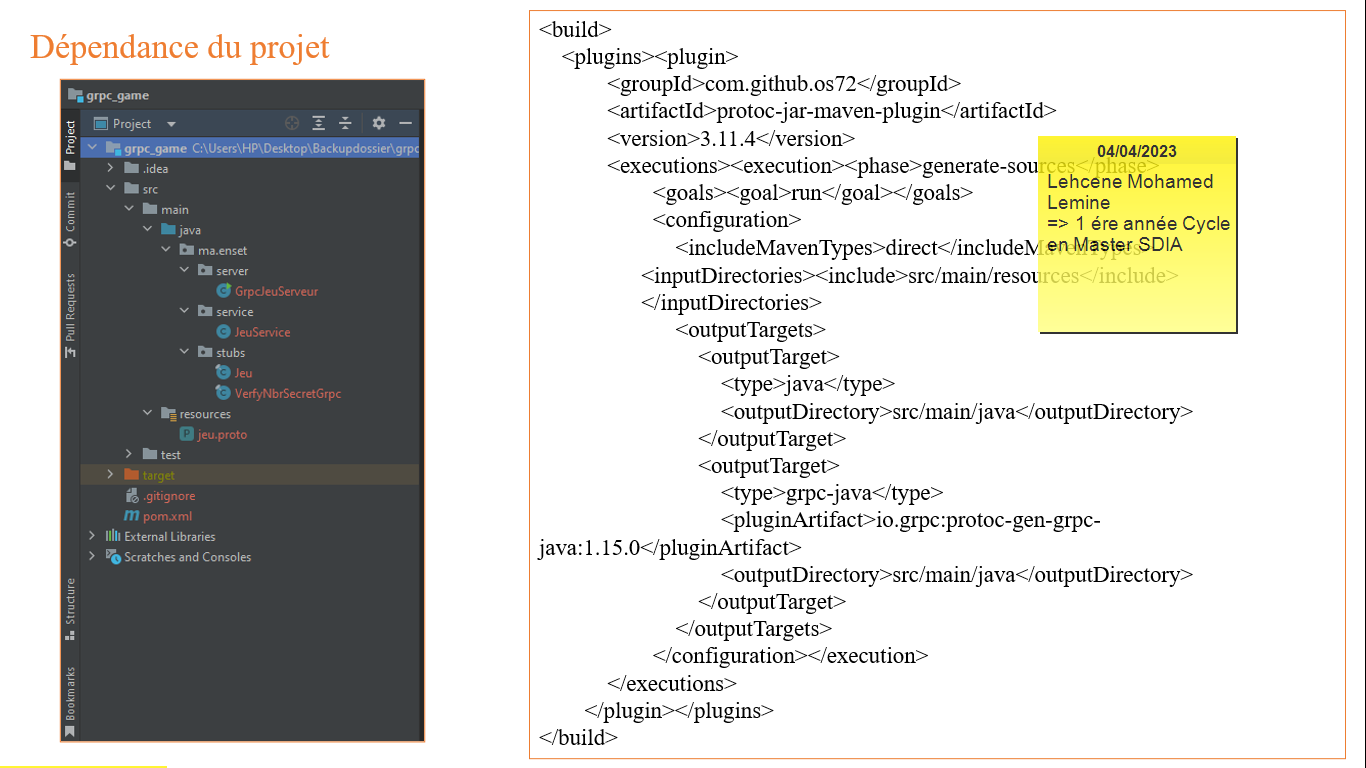 Dépendance du projet
grpc_game
Project
grpc_game C:\Users\HP\Desktop\Backupdossier\grpc
.idea
src
main
java
ma.enset
server
GrpcJeuServeur
service
JeuService
stubs
Jeu
VerfyNbrSecretGrpc
resources
jeu.proto
test
target
.gitignore
pom.xml
External Libraries
Scratches and Consoles
Project
Commit
Pull Requests
Structure
Bookmarks
<build>
<plugins><plugin>
<groupId>com.github.os72</groupId>
<artifactId>protoc-jar-maven-plugin</artifactId>
<version>3.11.4</version>
<executions><execution><phase>generate-sources</phase>
<goals><goal>run</goal></goals>
<configuration>
<includeMavenTypes>direct</includeMavenTypes>
<inputDirectories><include>src/main/resources</include>
</inputDirectories>
<outputTargets>
<outputTarget>
<type>java</type>
<outputDirectory>src/main/java</outputDirectory>
</outputTarget>
<outputTarget>
<type>grpc-java</type>
<pluginArtifact>io.grpc:protoc-gen-grpc-
java:1.15.0</pluginArtifact>
<outputDirectory>src/main/java</outputDirectory>
</outputTarget>
</outputTargets>
</configuration></execution>
</executions>
</plugin></plugins>
</build>
04/04/2023
Lehcene Mohamed
Lemine
=> 1 ére année Cycle
en Master SDIA